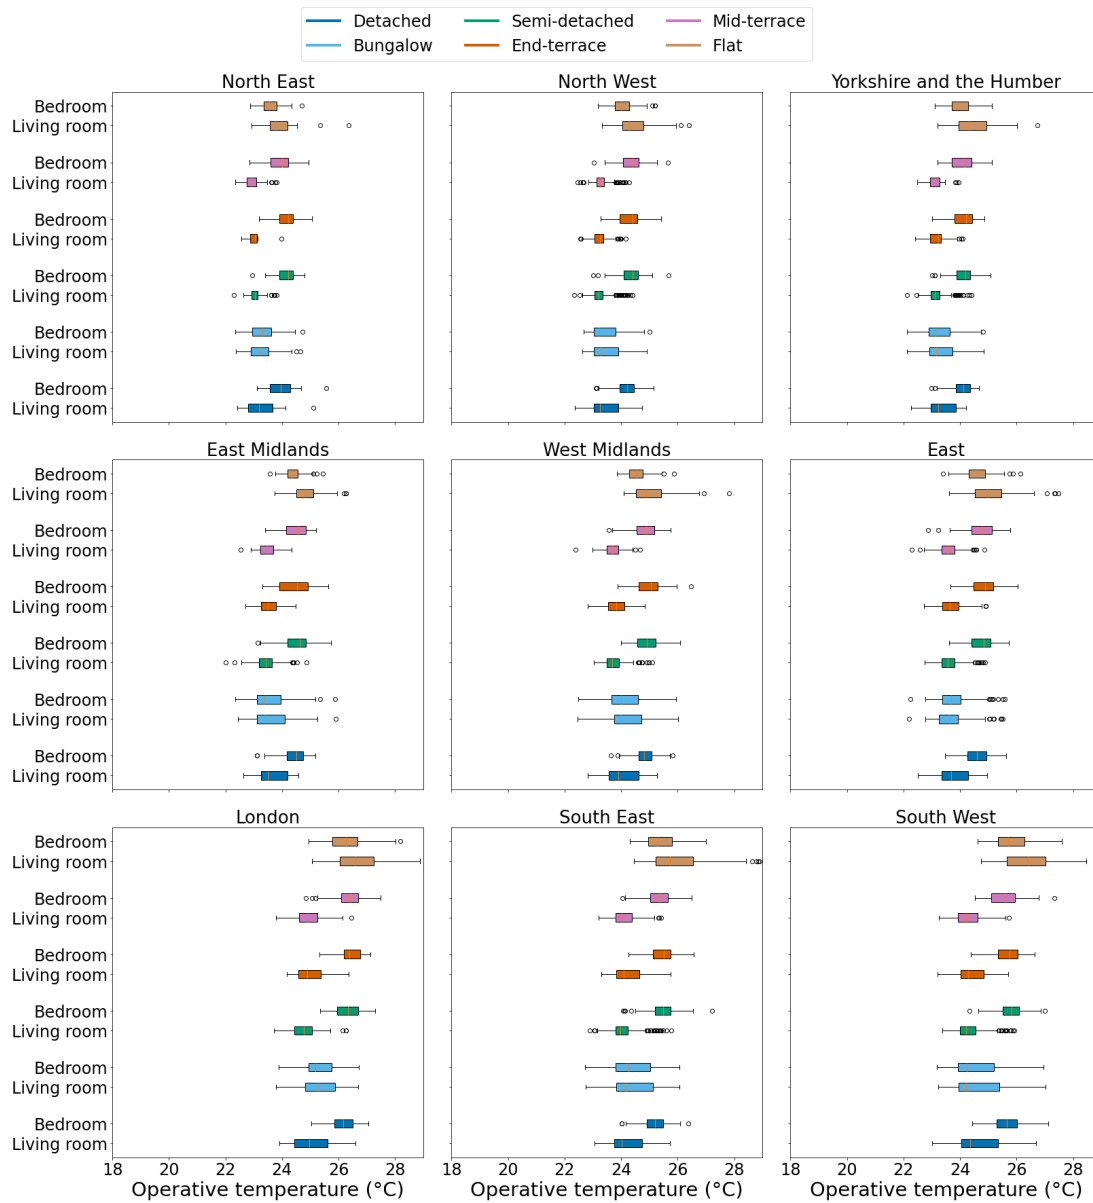 Detached Semi-detached Mid-terrace
Bungalow End-terrace Flat
North East North West Yorkshire and the Humber
Bedroom
Living room
Bedroom
Living room
Bedroom
Living room
Bedroom
Living room
Bedroom
Living room
Bedroom
Living room
East Midlands West Midlands East
Bedroom
Living room
Bedroom
Living room
Bedroom
Living room
Bedroom
Living room
Bedroom
Living room
Bedroom
Living room
London South East South West
Bedroom
Living room
Bedroom
Living room
Bedroom
Living room
Bedroom
Living room
Bedroom
Living room
Bedroom
Living room
18 20 22 24 26 28 18 20 22 24 26 28 18 20 22 24 26 28
Operative temperature (°C) Operative temperature (°C) Operative temperature (°C)